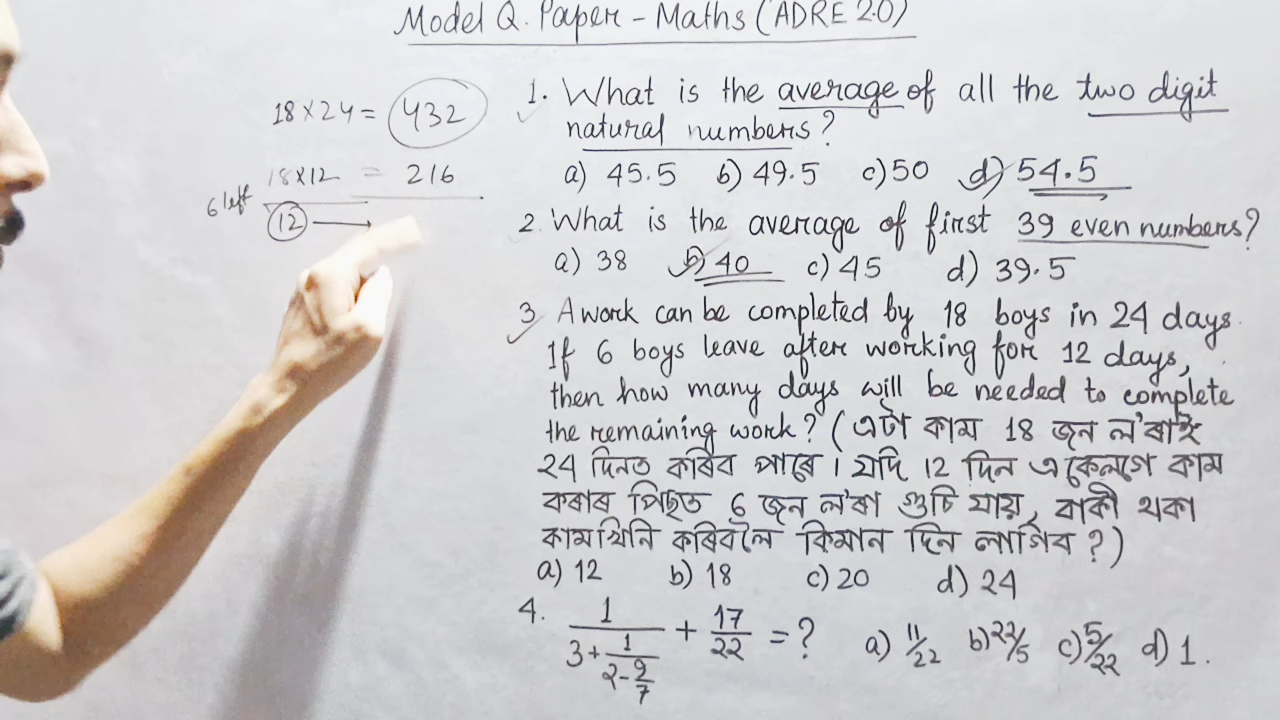 Model Q. Paper - Maths (ADRE 2.0)
18×24 = 432
18×12 = 216
6 left
12 →
1. What is the average of all the two digit
natural numbers?
a) 45.5 b) 49.5 c) 50 d) 54.5
2. What is the average of first 39 even numbers?
a) 38 b) 40 c) 45 d) 39.5
3. A work can be completed by 18 boys in 24 days.
If 6 boys leave after working for 12 days,
then how many days will be needed to complete
the remaining work? (এটা কাম 18 জন ল'ৰাই
24 দিনত কৰিব পাৰে। যদি 12 দিন একেলগে কাম
কৰাৰ পিছত 6 জন ল'ৰা গুচি যায়, বাকী থকা
কামখিনি কৰিবলৈ কিমান দিন লাগিব?)
a) 12 b) 18 c) 20 d) 24
4. 1/(3+1/(2-9/7)) + 17/22 = ? a) 11/22 b) 22/5 c) 5/22 d) 1.